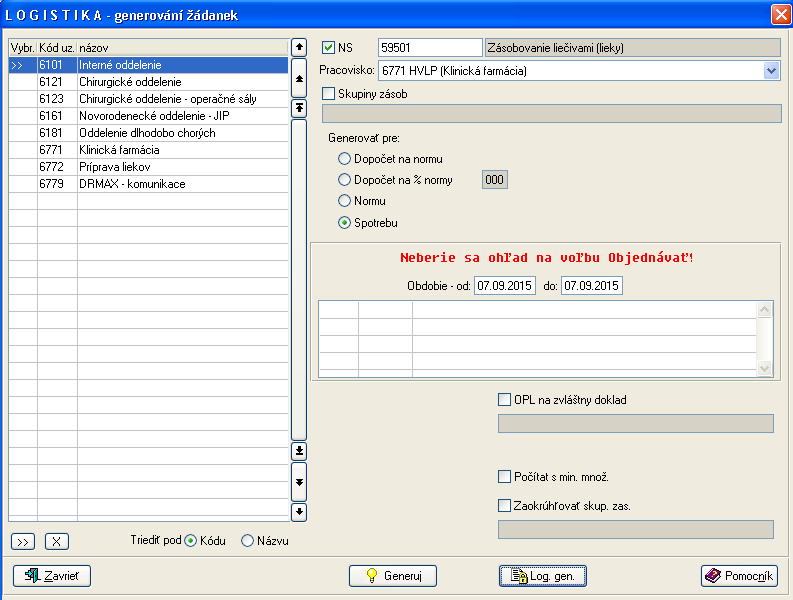 L O G I S T I K A - generování žádanek
Vybr. Kód uz. názov
>> 6101 Interné oddelenie
6121 Chirurgické oddelenie
6123 Chirurgické oddelenie - operačné sály
6161 Novorodenecké oddelenie - JIP
6181 Oddelenie dlhodobo chorých
6771 Klinická farmácia
6772 Príprava liekov
6779 DRMAX - komunikace
>> X
Triediť pod Kódu Názvu
NS 59501 Zásobovanie liečivami (lieky)
Pracovisko: 6771 HVLP (Klinická farmácia)
Skupiny zásob
Generovať pre:
Dopočet na normu
Dopočet na % normy 000
Normu
Spotrebu
Neberie sa ohľad na voľbu Objednávať!
Obdobie - od: 07.09.2015 do: 07.09.2015
OPL na zvláštny doklad
Počítat s min. množ.
Zaokrúhľovať skup. zas.
Zavrieť Generuj Log. gen. Pomocník